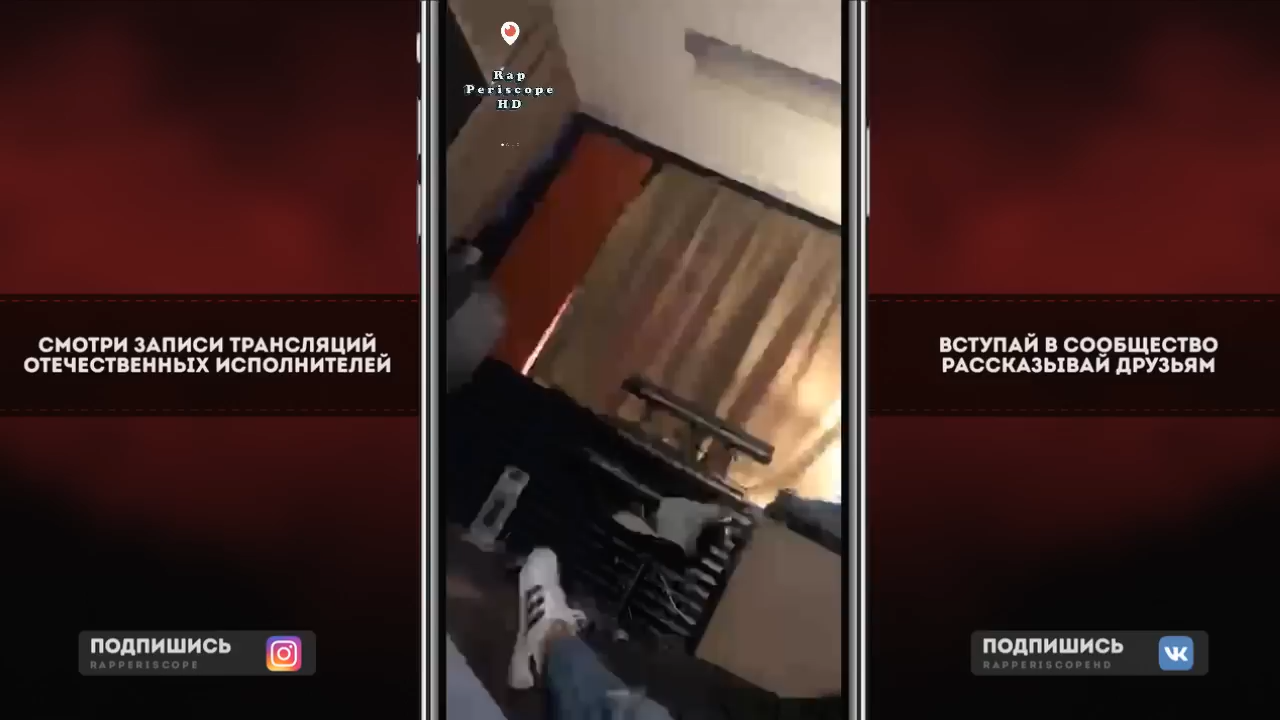 Rap
Periscope
HD
СМОТРИ ЗАПИСИ ТРАНСЛЯЦИЙ
ОТЕЧЕСТВЕННЫХ ИСПОЛНИТЕЛЕЙ
ВСТУПАЙ В СООБЩЕСТВО
РАССКАЗЫВАЙ ДРУЗЬЯМ
ПОДПИШИСЬ
RAPPERISCOPE
ПОДПИШИСЬ
RAPPERISCOPEHD